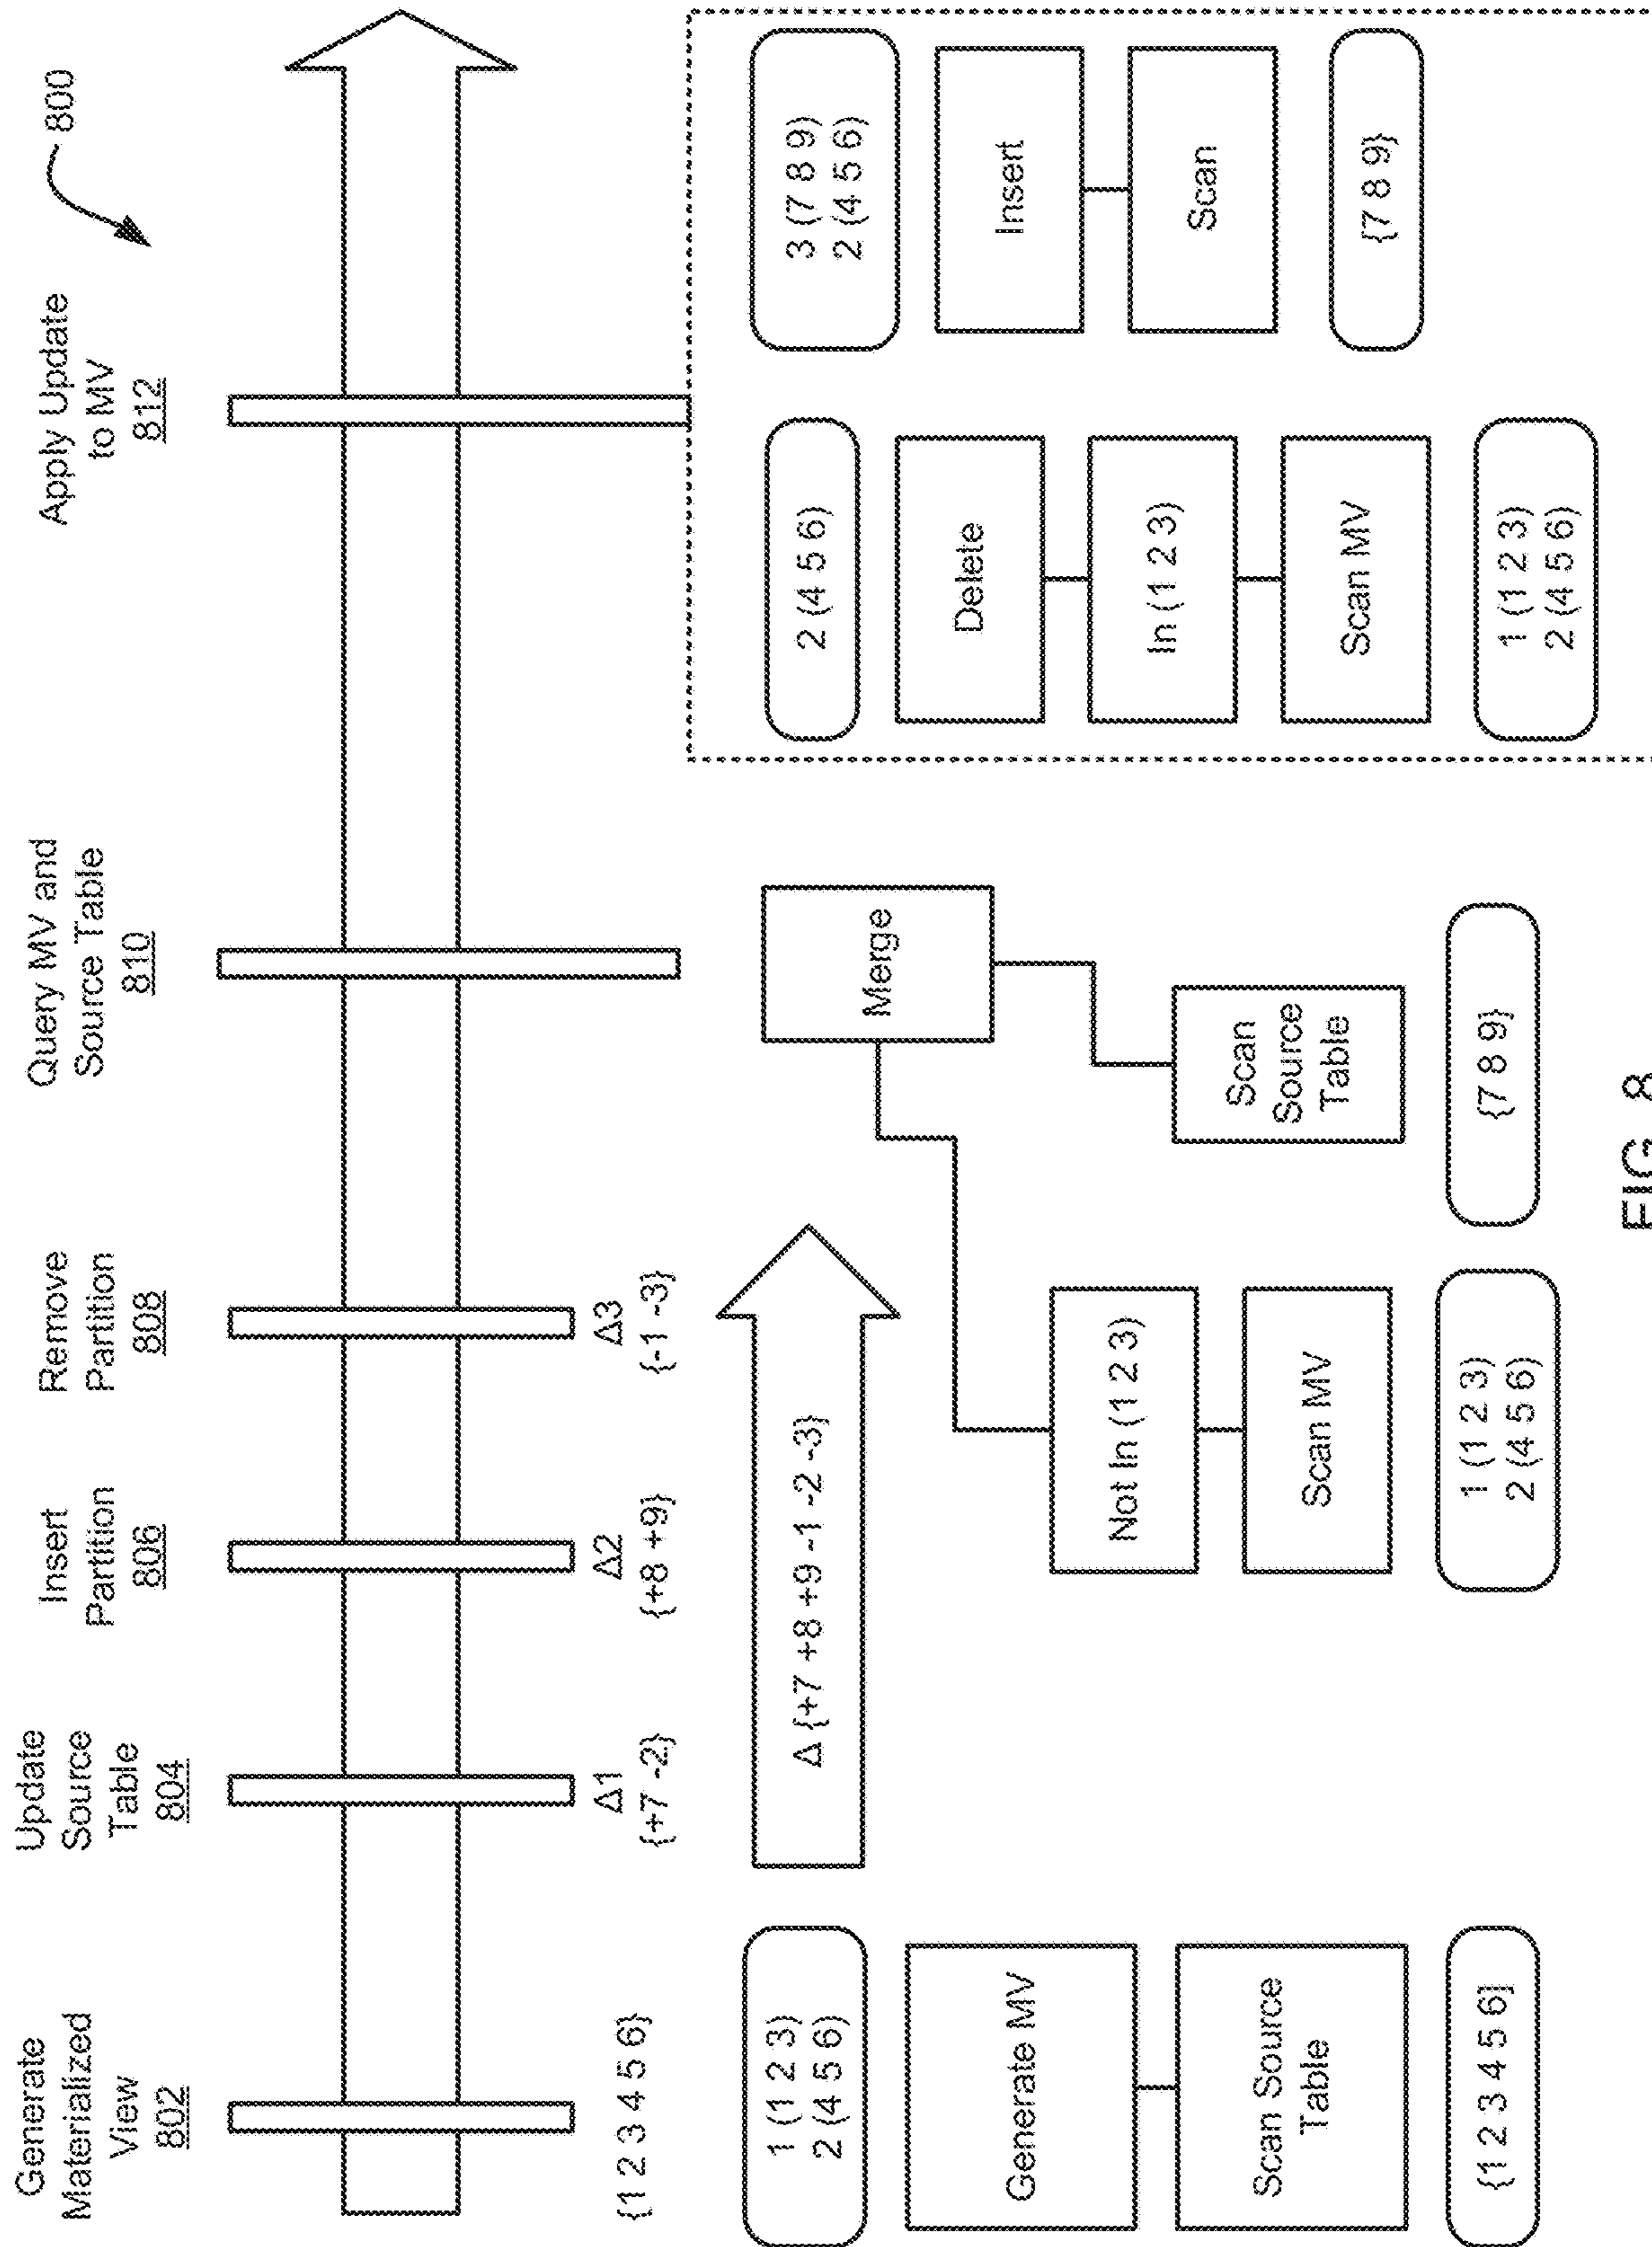 800
Generate
Materialized
View
802
Update
Source
Table
804
Insert
Partition
806
Remove
Partition
808
Query MV and
Source Table
810
Apply Update
to MV
812
{1 2 3 4 5 6}
Δ1
{+7 -2}
Δ2
{+8 +9}
Δ3
{-1 -3}
1 (1 2 3)
2 (4 5 6)
Generate MV
Scan Source
Table
{1 2 3 4 5 6]
Δ {+7 +8 +9 -1 -2 -3}
Merge
Not In (1 2 3)
Scan MV
1 (1 2 3)
2 (4 5 6)
Scan
Source
Table
{7 8 9}
2 (4 5 6)
Delete
In (1 2 3)
Scan MV
1 (1 2 3)
2 (4 5 6)
3 (7 8 9)
2 (4 5 6)
Insert
Scan
{7 8 9}
FIG. 8